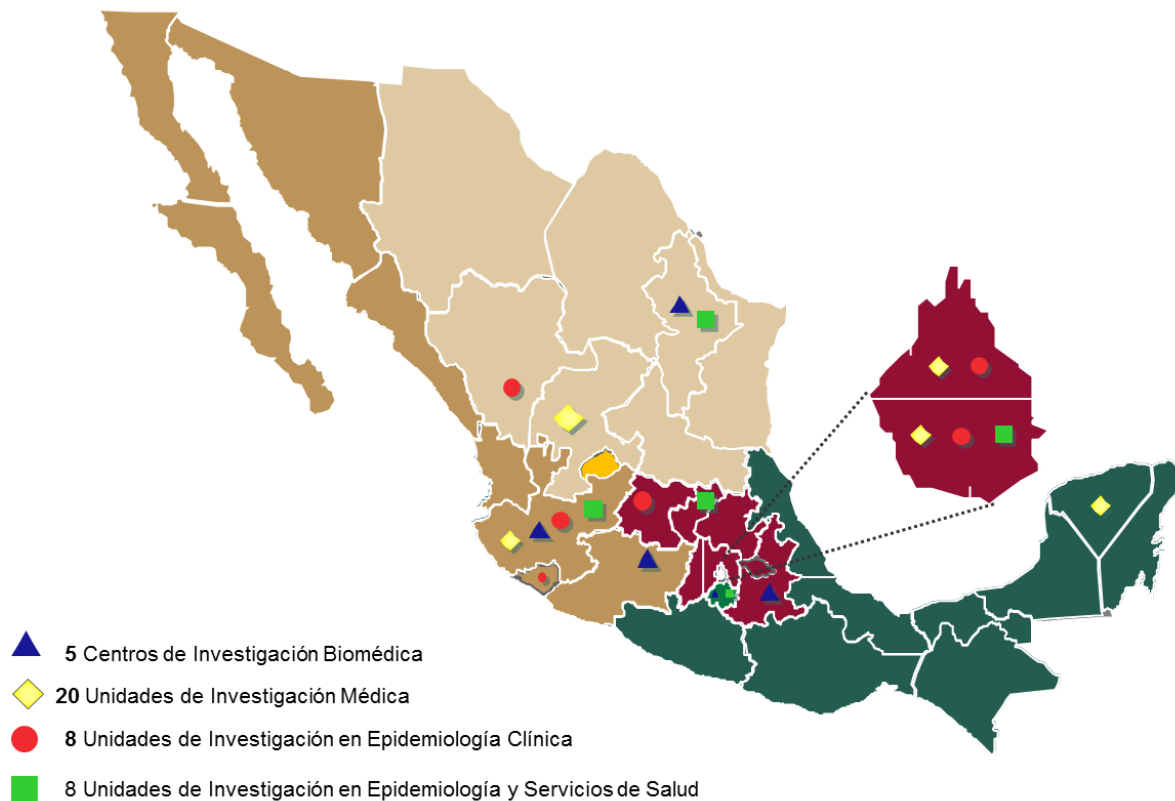 5 Centros de Investigación Biomédica
20 Unidades de Investigación Médica
8 Unidades de Investigación en Epidemiología Clínica
8 Unidades de Investigación en Epidemiología y Servicios de Salud